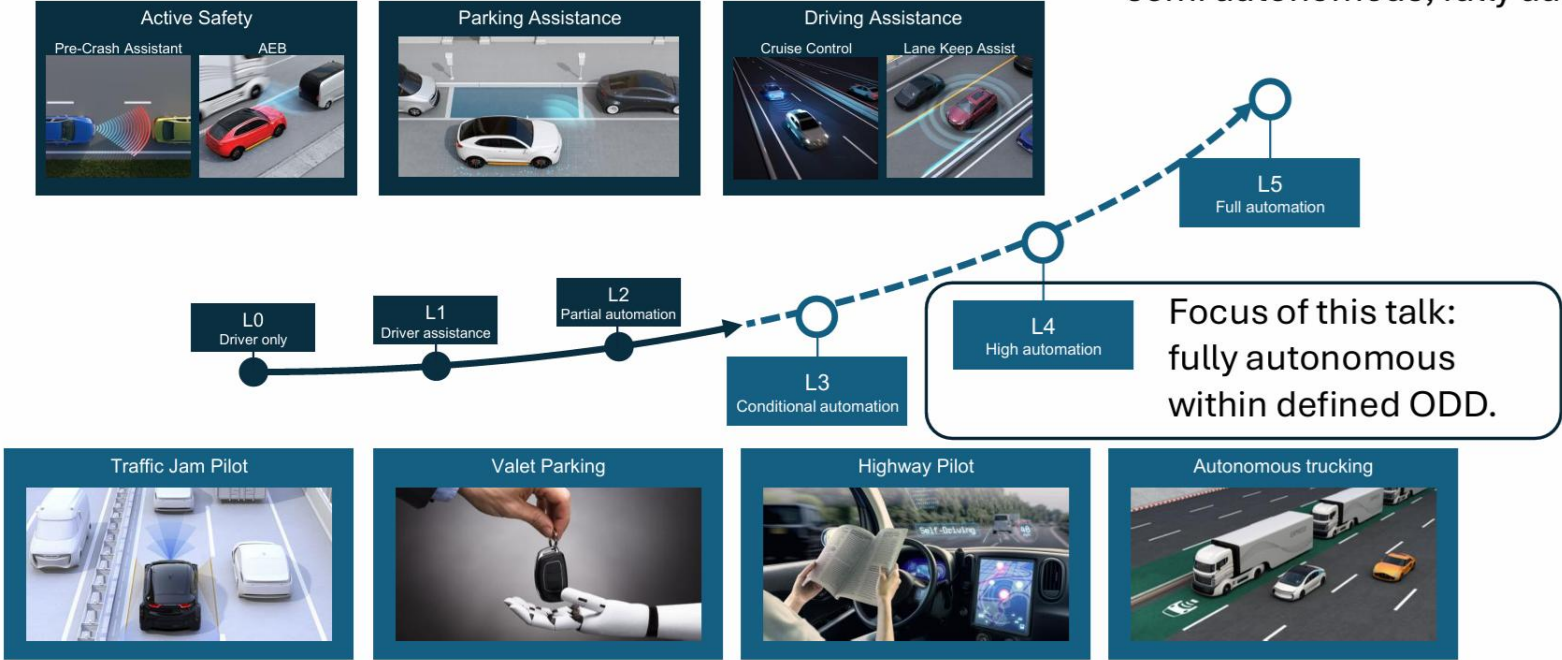 Active Safety
Pre-Crash Assistant
AEB
Parking Assistance
Driving Assistance
Cruise Control
Lane Keep Assist
L5
Full automation
L0
Driver only
L1
Driver assistance
L2
Partial automation
L3
Conditional automation
L4
High automation
Focus of this talk:
fully autonomous
within defined ODD.
Traffic Jam Pilot
Valet Parking
Highway Pilot
Self-Driving
Autonomous trucking